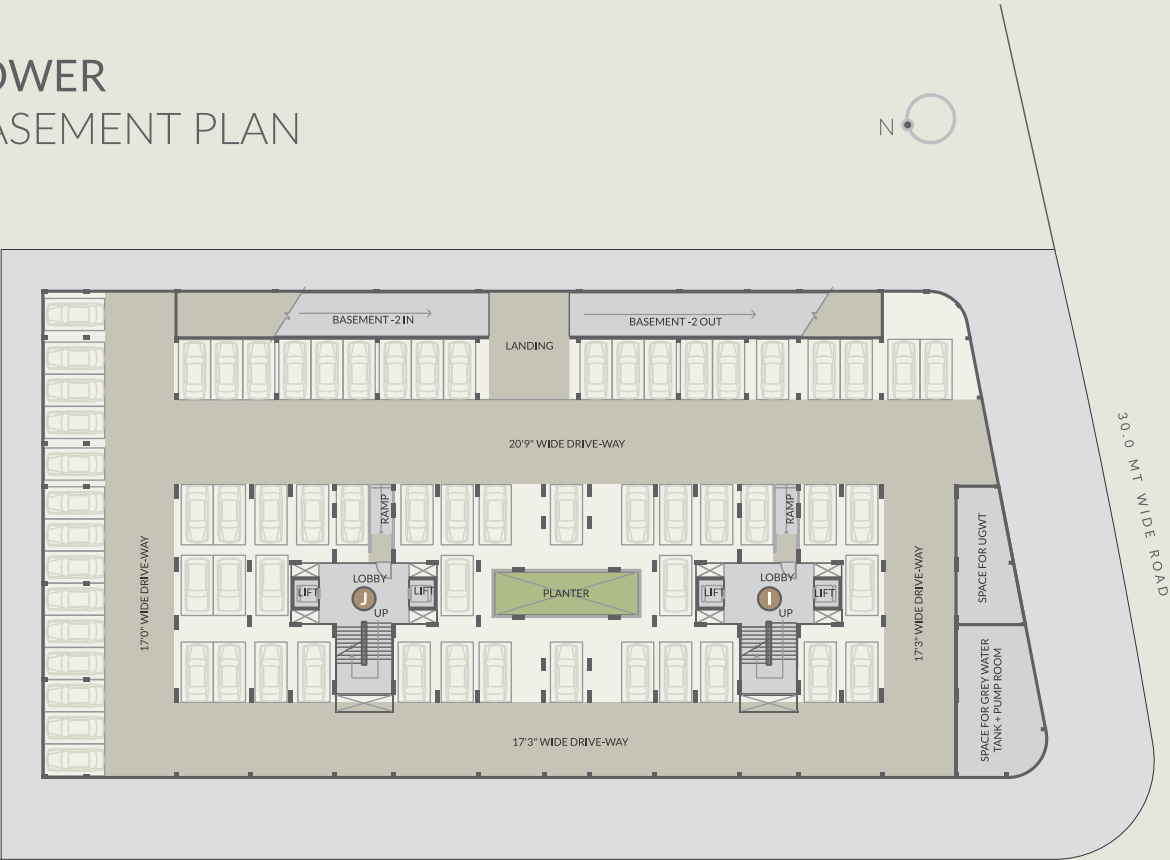 OWER
ASEMENT PLAN
N
BASEMENT -2 IN
BASEMENT -2 OUT
LANDING
20'9" WIDE DRIVE-WAY
30.0 MT WIDE ROAD
RAMP
RAMP
17'0" WIDE DRIVE-WAY
LOBBY
LIFT
LIFT
J
UP
PLANTER
LOBBY
LIFT
LIFT
I
UP
17'3" WIDE DRIVE-WAY
SPACE FOR UGWT
SPACE FOR GREY WATER
TANK + PUMP ROOM
17'3" WIDE DRIVE-WAY